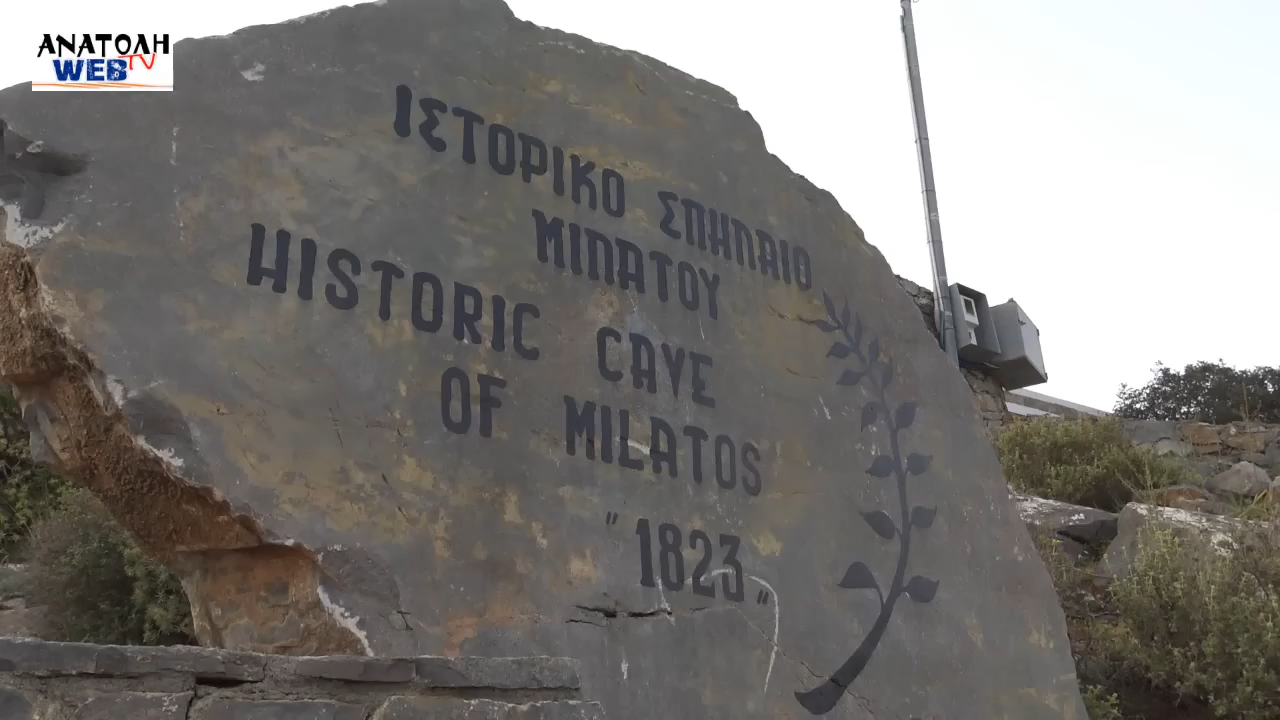 ΑΝΑΤΟΛΗ
WEB TV
ΙΣΤΟΡΙΚΟ ΣΠΗΛΑΙΟ
ΜΙΛΑΤΟΥ
HISTORIC CAVE
OF MILATOS
"1823"